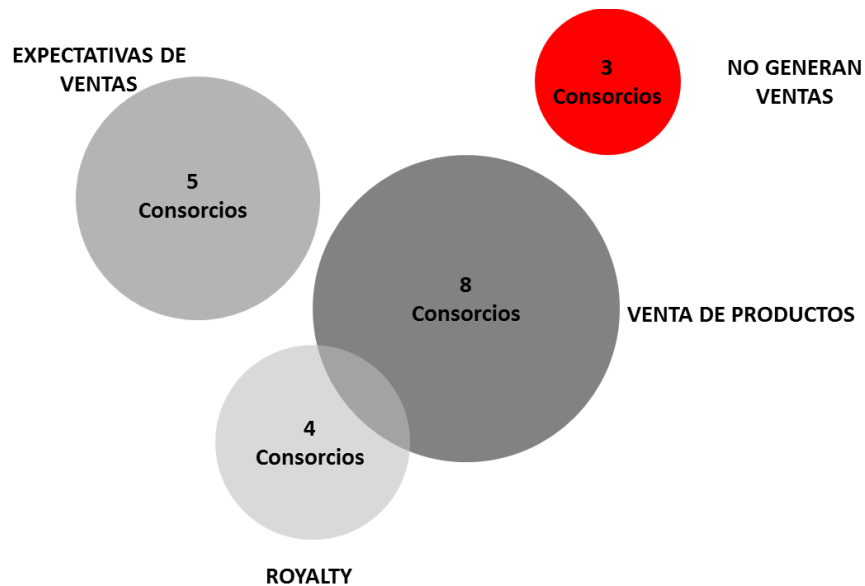 EXPECTATIVAS DE
VENTAS
5
Consorcios
3
Consorcios
NO GENERAN
VENTAS
8
Consorcios
VENTA DE PRODUCTOS
4
Consorcios
ROYALTY